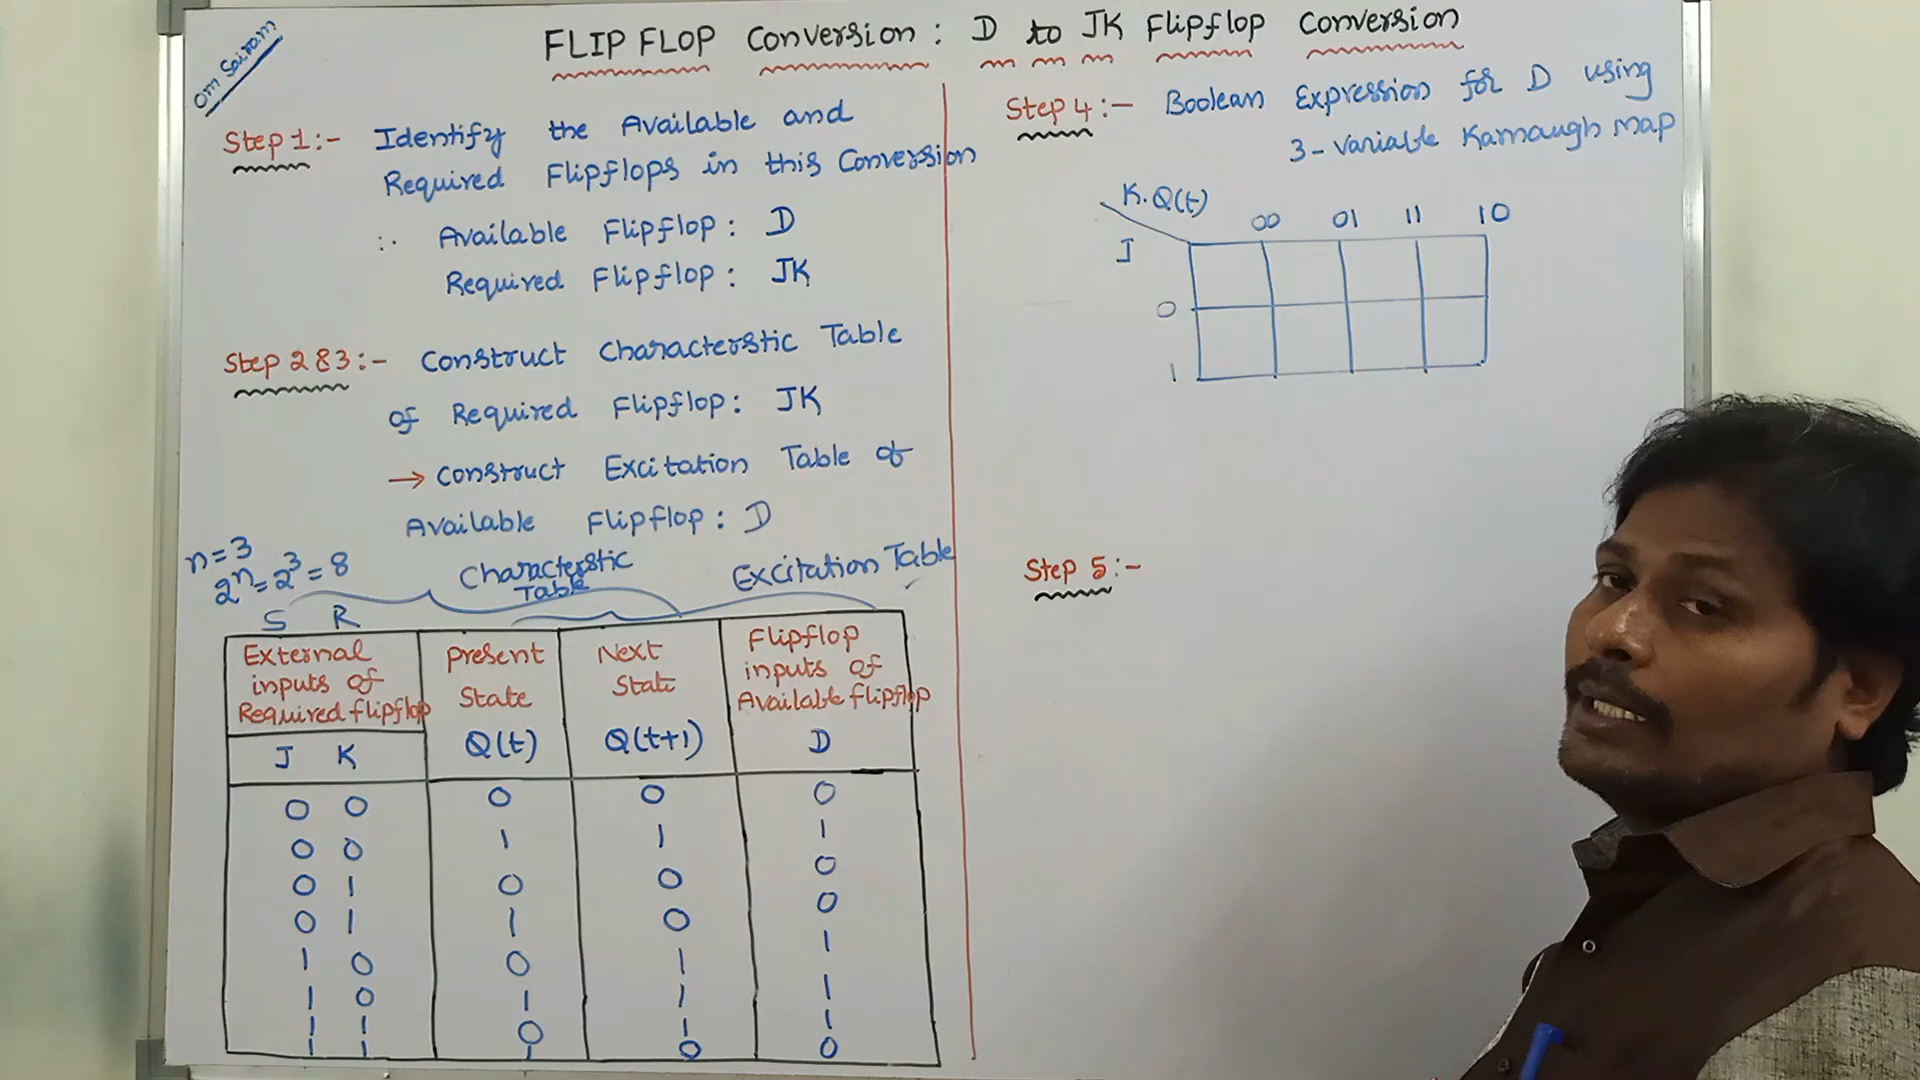 Om Sairam
FLIP FLOP Conversion : D to JK Flipflop Conversion
Step 1:- Identify the Available and
Required Flipflops in this Conversion
∴ Available Flipflop : D
Required Flipflop : JK
Step 2&3:- Construct Characterstic Table
of Required Flipflop : JK
→ Construct Excitation Table of
Available Flipflop : D
n=3
2^n=2^3=8
Characterstic
Table
Excitation Table
S R
External
inputs of
Required flipflop
J K
present
State
Q(t)
Next
State
Q(t+1)
Flipflop
inputs of
Available flipflop
D
0 0 0 0 0
0 0 1 1 1
0 1 0 0 0
0 1 1 0 0
1 0 0 1 1
1 0 1 1 1
1 1 0 1 1
1 1 1 0 0
Step 4:- Boolean Expression for D using
3-variable Karnaugh map
K.Q(t)
00 01 11 10
J
0
1
Step 5:-